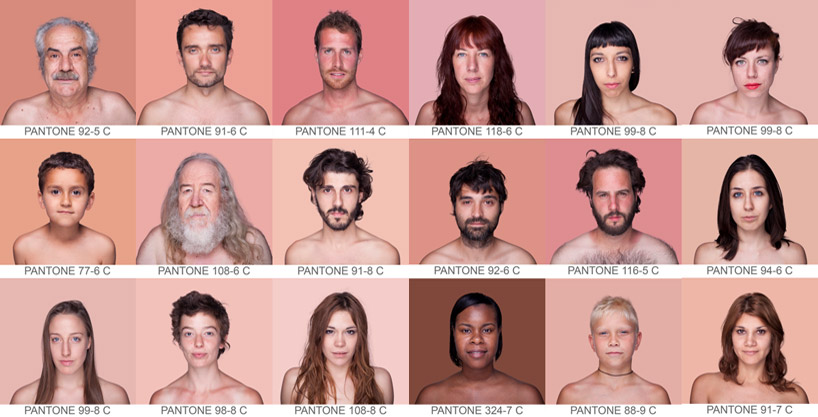 PANTONE 92-5 C
PANTONE 91-6 C
PANTONE 111-4 C
PANTONE 118-6 C
PANTONE 99-8 C
PANTONE 99-8 C
PANTONE 77-6 C
PANTONE 108-6 C
PANTONE 91-8 C
PANTONE 92-6 C
PANTONE 116-5 C
PANTONE 94-6 C
PANTONE 99-8 C
PANTONE 98-8 C
PANTONE 108-8 C
PANTONE 324-7 C
PANTONE 88-9 C
PANTONE 91-7 C